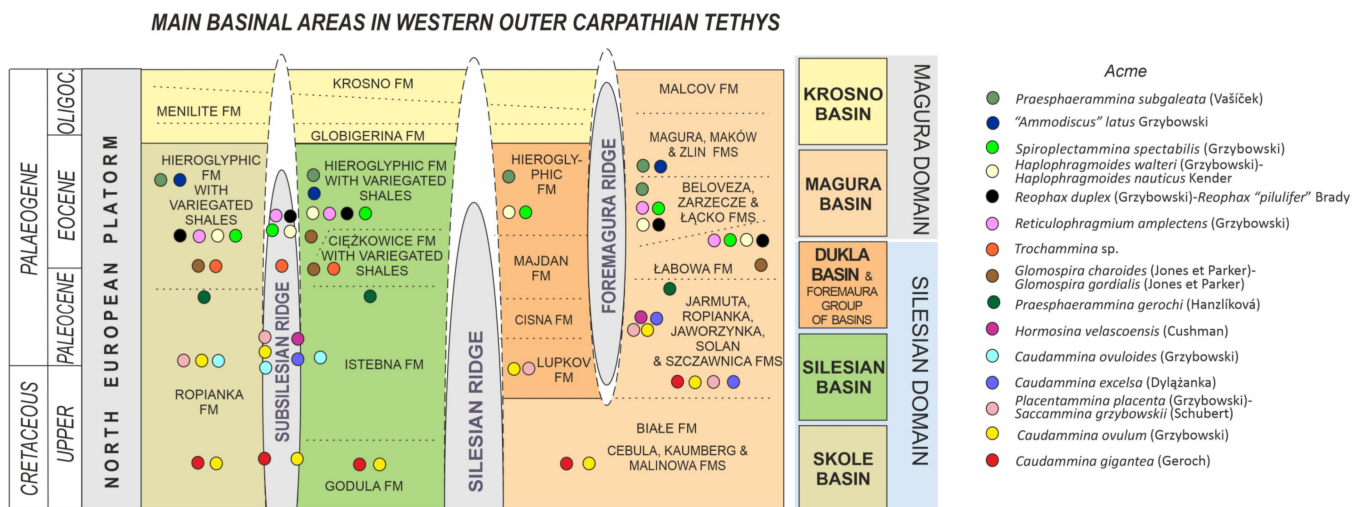 MAIN BASINAL AREAS IN WESTERN OUTER CARPATHIAN TETHYS
CRETACEOUS
PALAEOGENE
UPPER
PALEOCENE
EOCENE
OLIGOC.
NORTH EUROPEAN PLATORM
KROSNO FM
MENILITE FM
GLOBIGERINA FM
HIEROGLYPHIC
FM
WITH
VARIEGATED
SHALES
ROPIANKA
FM
SUBSILESIAN RIDGE
HIEROGLYPHIC FM
WITH VARIEGATED
SHALES
CIĘŻKOWICE FM
WITH VARIEGATED
SHALES
ISTEBNA FM
GODULA FM
SILESIAN RIDGE
HIEROGLY-
PHIC FM
MAJDAN
FM
CISNA FM
LUPKOV
FM
FOREMAGURA RIDGE
MALCOV FM
MAGURA, MAKÓW
& ZLIN FMS
BELOVEZA,
ZARZECZE &
ŁĄCKO FMS.
ŁABOWA FM
JARMUTA,
ROPIANKA,
JAWORZYNKA,
SOLAN
& SZCZAWNICA FMS
BIAŁE FM
CEBULA, KAUMBERG &
MALINOWA FMS
KROSNO
BASIN
MAGURA
BASIN
DUKLA
BASIN &
FOREMAURA
GROUP
OF BASINS
SILESIAN
BASIN
SKOLE
BASIN
MAGURA DOMAIN
SILESIAN DOMAIN
Acme
Praesphaerammina subgaleata (Vašíček)
“Ammodiscus” latus Grzybowski
Spiroplectammina spectabilis (Grzybowski)
Haplophragmoides walteri (Grzybowski)-
Haplophragmoides nauticus Kender
Reophax duplex (Grzybowski)-Reophax “pilulifer” Brady
Reticulophragmium amplectens (Grzybowski)
Trochammina sp.
Glomospira charoides (Jones et Parker)-
Glomospira gordialis (Jones et Parker)
Praesphaerammina gerochi (Hanzlíková)
Hormosina velascoensis (Cushman)
Caudammina ovuloides (Grzybowski)
Caudammina excelsa (Dylążanka)
Placentammina placenta (Grzybowski)-
Saccammina grzybowskii (Schubert)
Caudammina ovulum (Grzybowski)
Caudammina gigantea (Geroch)